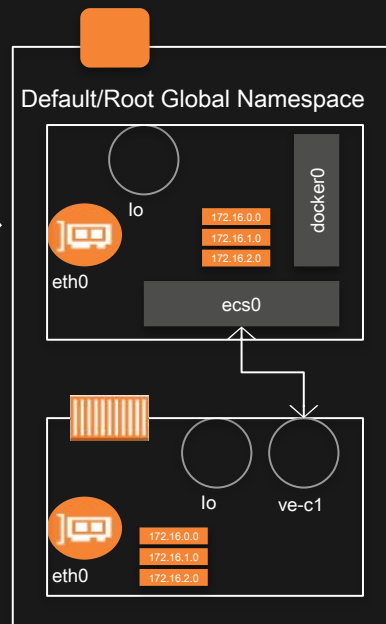 Default/Root Global Namespace
lo
docker0
172.16.0.0
172.16.1.0
172.16.2.0
eth0
ecs0
lo
ve-c1
eth0
172.16.0.0
172.16.1.0
172.16.2.0